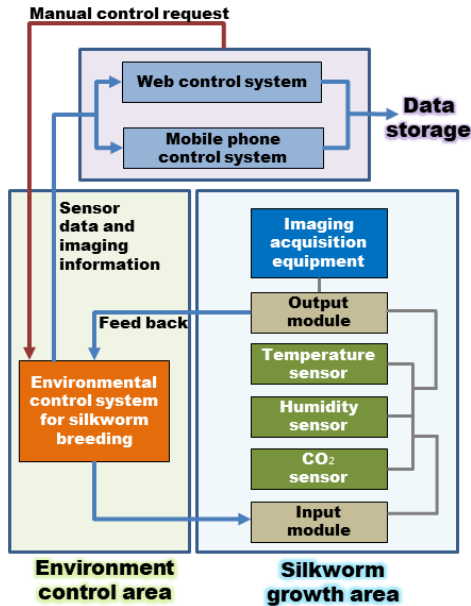 Manual control request
Web control system
Mobile phone
control system
Data
storage
Sensor
data and
imaging
information
Imaging
acquisition
equipment
Output
module
Feed back
Temperature
sensor
Environmental
control system
for silkworm
breeding
Humidity
sensor
CO₂
sensor
Input
module
Environment
control area
Silkworm
growth area